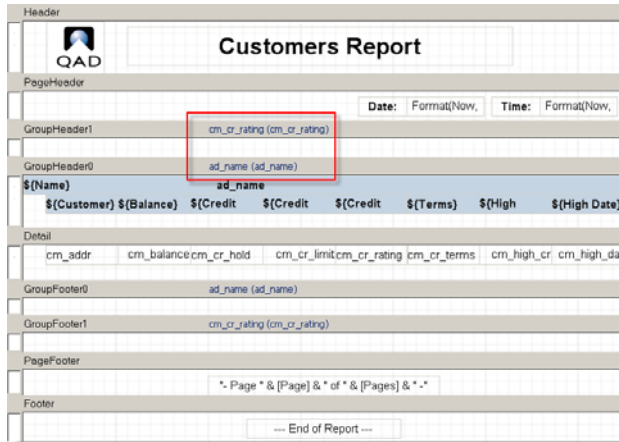 Header
QAD
Customers Report
PageHeader
Date: Format(Now, Time: Format(Now,
GroupHeader1 cm_cr_rating (cm_cr_rating)
GroupHeader0 ad_name (ad_name)
${Name} ad_name
${Customer} ${Balance} ${Credit ${Credit ${Credit ${Terms} ${High ${High Date}
Detail
cm_addr cm_balance cm_cr_hold cm_cr_limit cm_cr_rating cm_cr_terms cm_high_cr cm_high_da
GroupFooter0 ad_name (ad_name)
GroupFooter1 cm_cr_rating (cm_cr_rating)
PageFooter
"- Page " & [Page] & " of " & [Pages] & " -"
Footer
--- End of Report ---